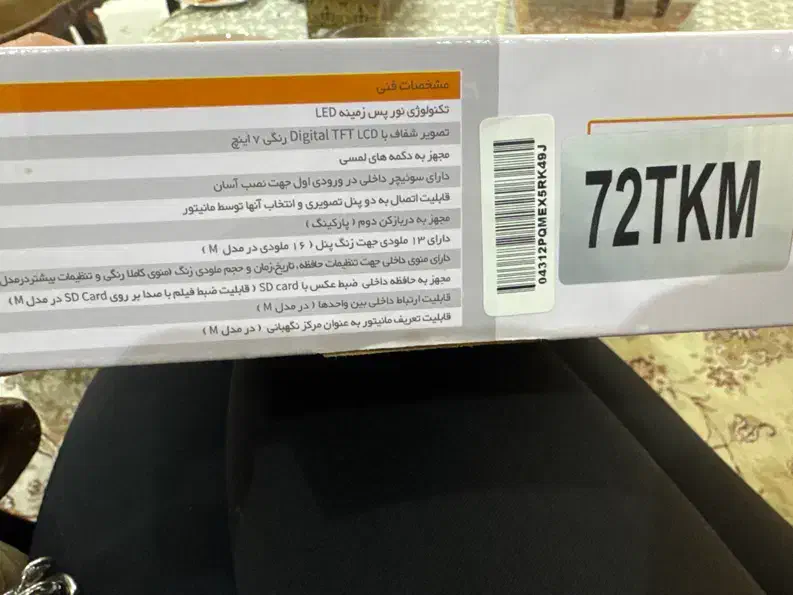 مشخصات فنی
تکنولوژی نور پس زمینه LED
تصویر شفاف با Digital TFT LCD رنگی ۷ اینچ
مجهز به دکمه های لمسی
دارای سوئیچر داخلی در ورودی اول جهت نصب آسان
قابلیت اتصال به دو پنل تصویری و انتخاب آنها توسط مانیتور
مجهز به دربازکن دوم ( پارکینگ )
دارای ۱۳ ملودی جهت زنگ پنل ( ۱۶ ملودی در مدل M )
دارای منوی داخلی جهت تنظیمات حافظه، تاریخ،زمان و حجم ملودی زنگ (منوی کاملا رنگی و تنظیمات بیشتر درمدل
مجهز به حافظه داخلی ضبط عکس با SD card ( قابلیت ضبط فیلم با صدا بر روی SD Card در مدل M )
قابلیت ارتباط داخلی بین واحدها ( در مدل M )
قابلیت تعریف مانیتور به عنوان مرکز نگهبانی ( در مدل M )
04312PQMEX5RK49J
72TKM